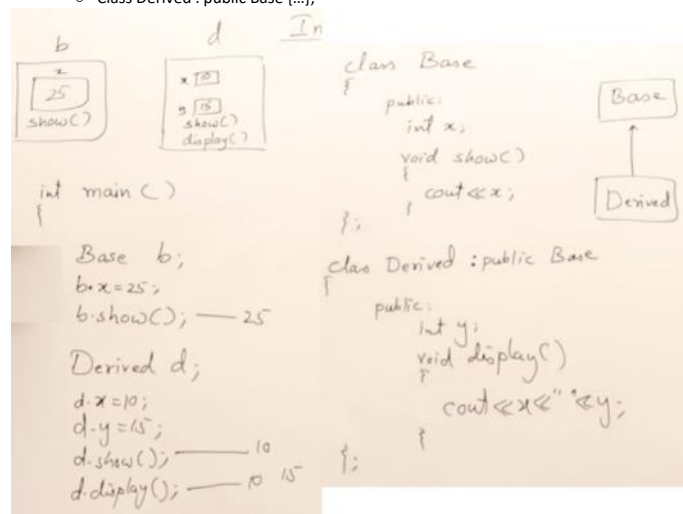 Class Derived : public Base {...};
b
x
25
show()
d
x 10
y 15
show()
display()
In
int main()
{
Base b;
b.x=25;
b.show(); — 25
Derived d;
d.x=10;
d.y=15;
d.show(); — 10
d.display(); — 10 15
class Base
{
public:
int x;
void show()
{
cout<<x;
}
};
Base
Derived
clas Derived : public Base
{
public:
int y;
void display()
{
cout<<x<<" "<<y;
}
};